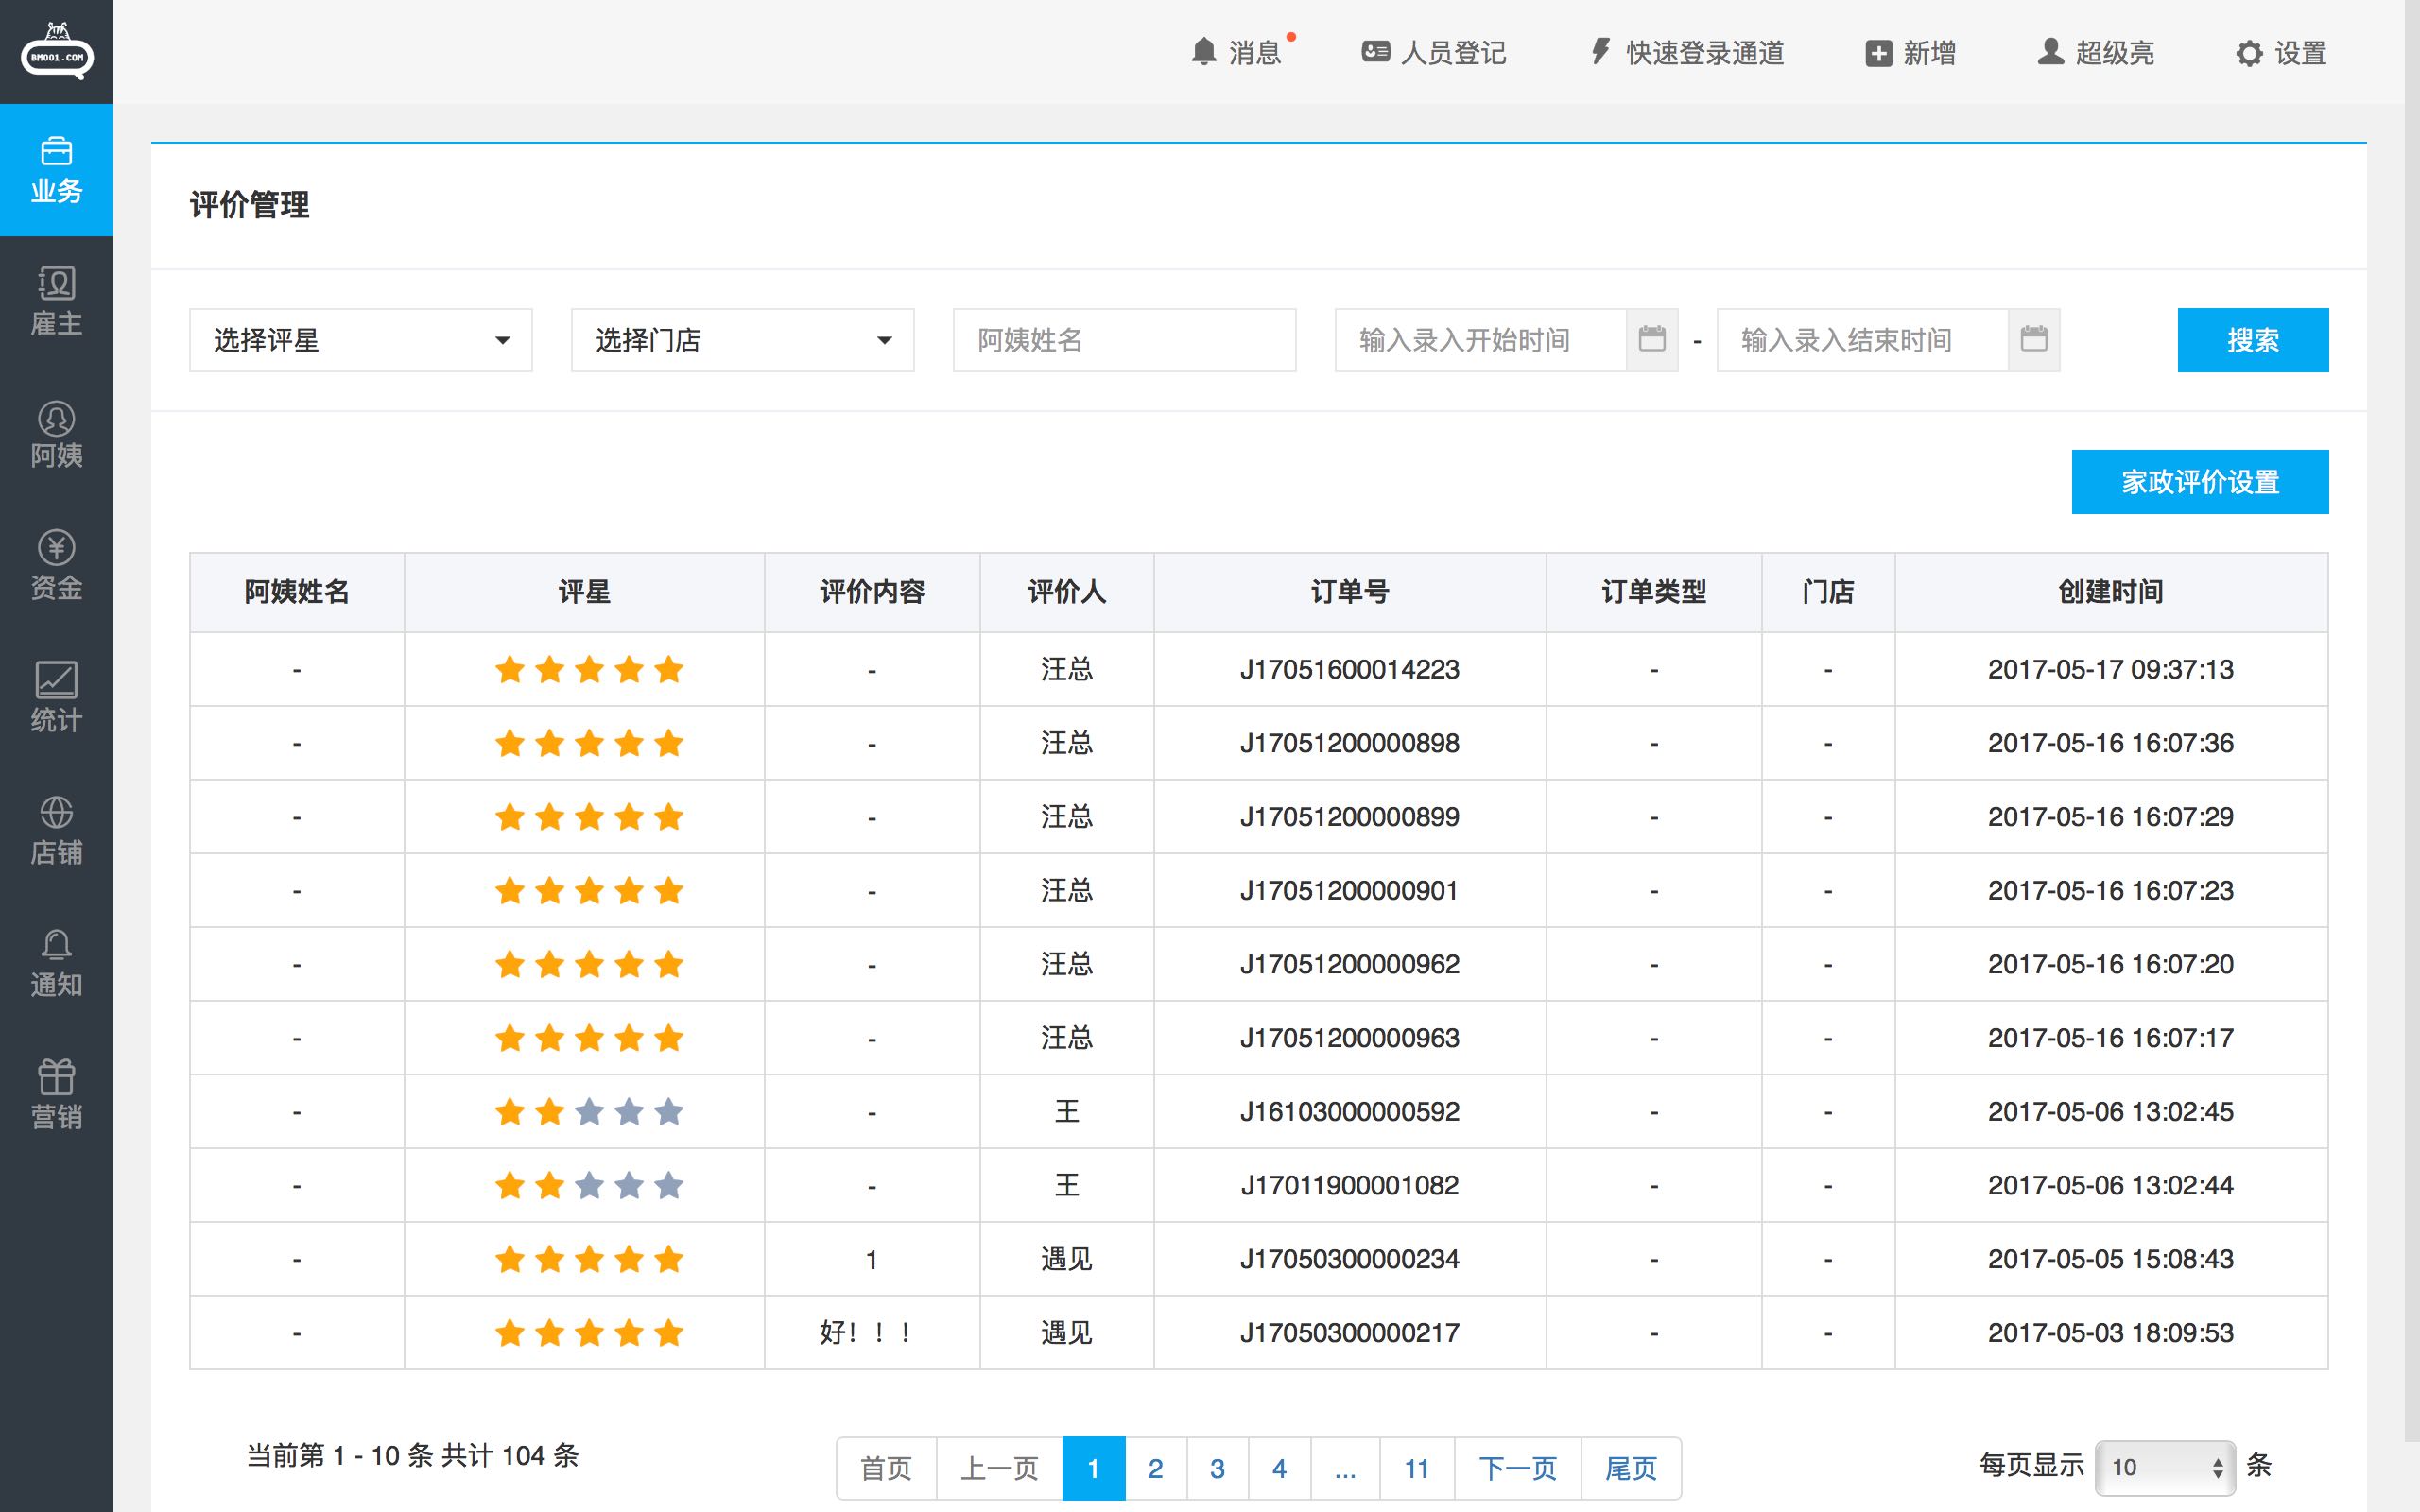 BM001.COM
消息 人员登记 快速登录通道 新增 超级亮 设置
业务
雇主
阿姨
资金
统计
店铺
通知
营销
评价管理
选择评星 选择门店 阿姨姓名 输入录入开始时间 - 输入录入结束时间 搜索
家政评价设置
阿姨姓名 评星 评价内容 评价人 订单号 订单类型 门店 创建时间
- - 汪总 J17051600014223 - - 2017-05-17 09:37:13
- - 汪总 J17051200000898 - - 2017-05-16 16:07:36
- - 汪总 J17051200000899 - - 2017-05-16 16:07:29
- - 汪总 J17051200000901 - - 2017-05-16 16:07:23
- - 汪总 J17051200000962 - - 2017-05-16 16:07:20
- - 汪总 J17051200000963 - - 2017-05-16 16:07:17
- - 王 J16103000000592 - - 2017-05-06 13:02:45
- - 王 J17011900001082 - - 2017-05-06 13:02:44
- 1 遇见 J17050300000234 - - 2017-05-05 15:08:43
- 好！！！ 遇见 J17050300000217 - - 2017-05-03 18:09:53
当前第 1 - 10 条 共计 104 条 首页 上一页 1 2 3 4 ... 11 下一页 尾页 每页显示 10 条